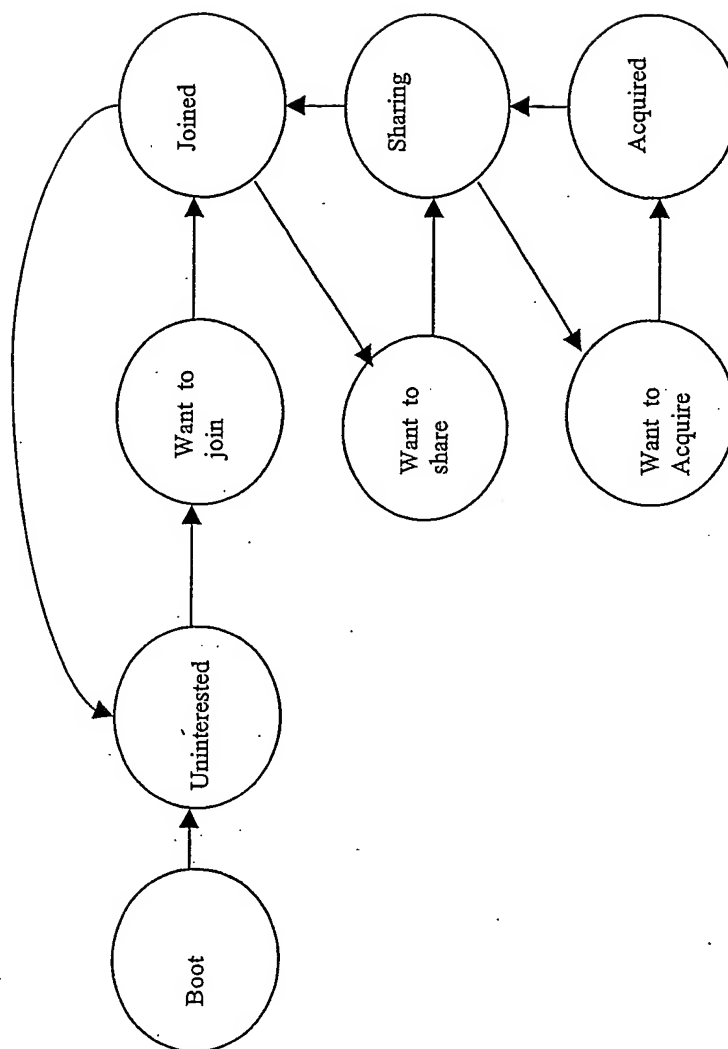 Boot
Uninterested
Want to
join
Joined
Want to
share
Sharing
Want to
Acquire
Acquired